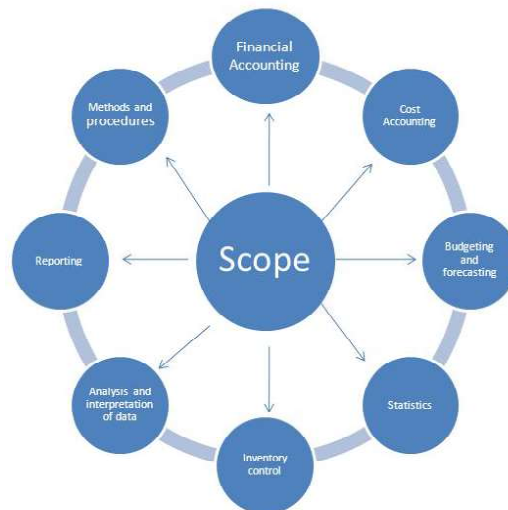 Financial
Accounting
Cost
Accounting
Budgeting
and
forecasting
Statistics
Inventory
control
Analysis and
interpretation
of data
Reporting
Methods and
procedures
Scope